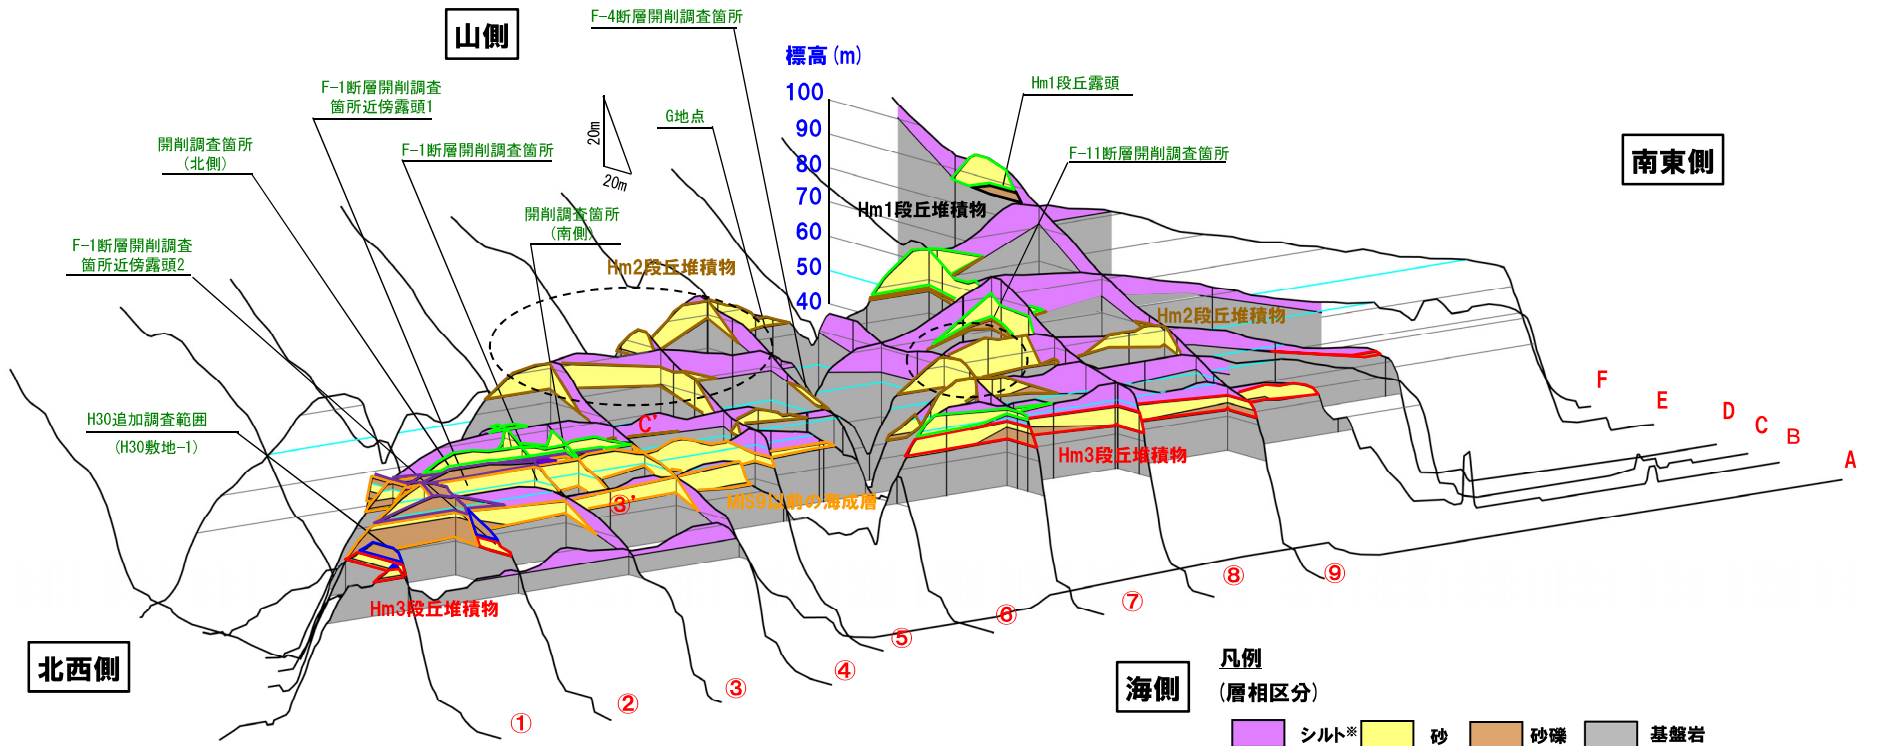 山側
F-4断層開削調査箇所
標高(m)
F-1断層開削調査
箇所近傍露頭1
Hm1段丘露頭
100
G地点
90
20m
20m
開削調査箇所
(北側)
F-1断層開削調査箇所
F-11断層開削調査箇所
南東側
80
70
Hm1段丘堆積物
60
開削調査箇所
(南側)
F-1断層開削調査
箇所近傍露頭2
Hm2段丘堆積物
50
40
Hm2段丘堆積物
F
E
D
C
B
A
H30追加調査範囲
(H30敷地-1)
C'
Hm3段丘堆積物
③'
MIS9以前の海成層
Hm3段丘堆積物
北西側
①
②
③
④
⑤
⑥
⑦
⑧
⑨
海側
凡例
(層相区分)
シルト※
砂
砂礫
基盤岩